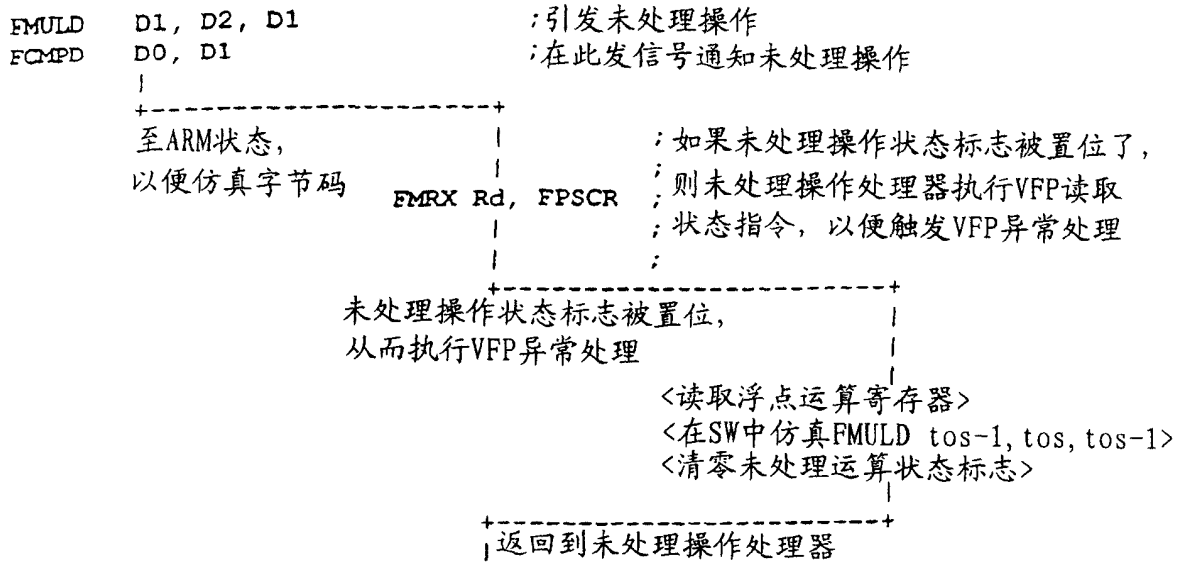 FMULD D1, D2, D1 ;引发未处理操作
FCMPD D0, D1 ;在此发信号通知未处理操作
|
+----------------------+
至ARM状态, | ;如果未处理操作状态标志被置位了,
以便仿真字节码 | ;
FMRX Rd, FPSCR ;则未处理操作处理器执行VFP读取
| ;状态指令, 以便触发VFP异常处理
| ;
+-------------------------+
未处理操作状态标志被置位, |
从而执行VFP异常处理 |
|
<读取浮点运算寄存器>
<在SW中仿真FMULD tos-1, tos, tos-1>
<清零未处理运算状态标志>
|
+-------------------------+
|返回到未处理操作处理器